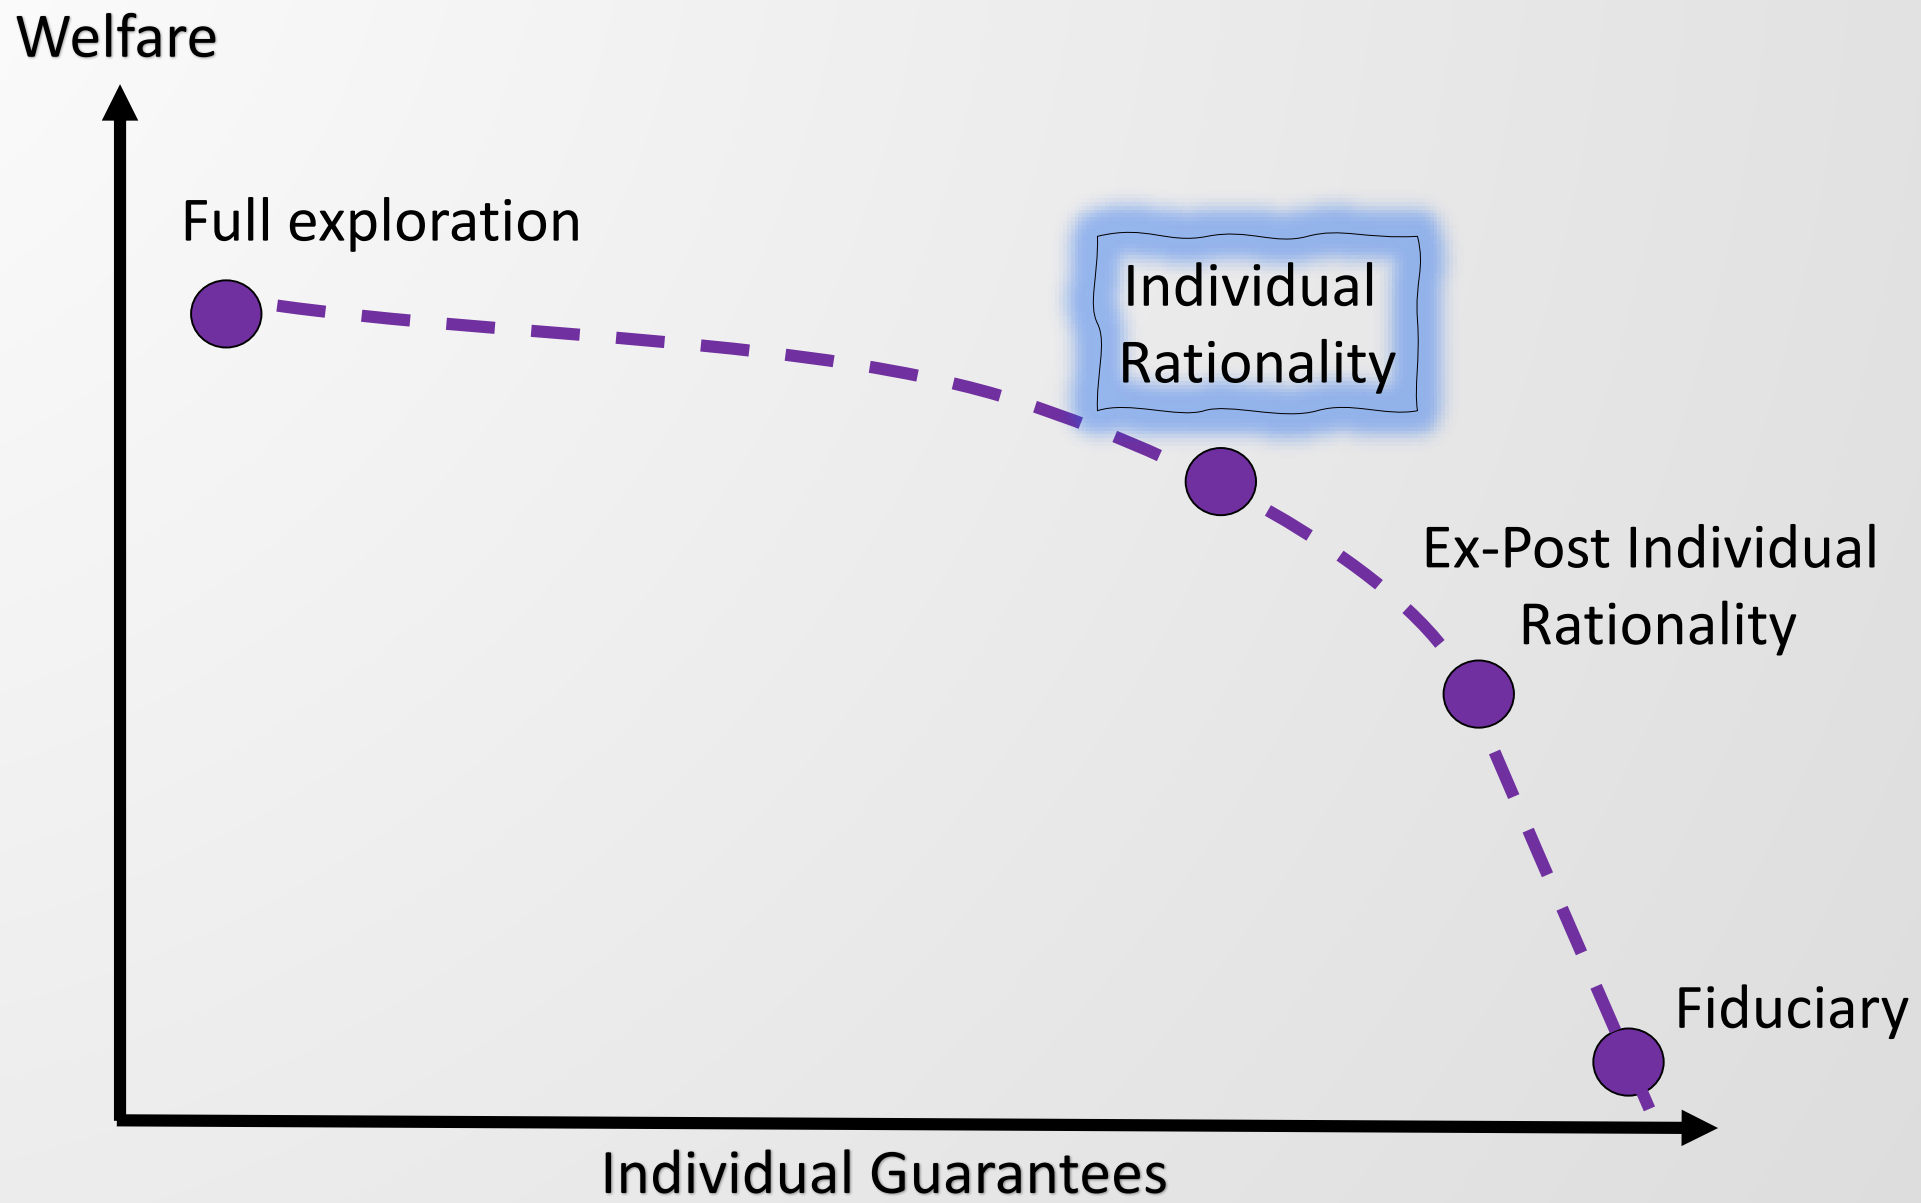 Welfare
Full exploration
Individual
Rationality
Ex-Post Individual
Rationality
Fiduciary
Individual Guarantees